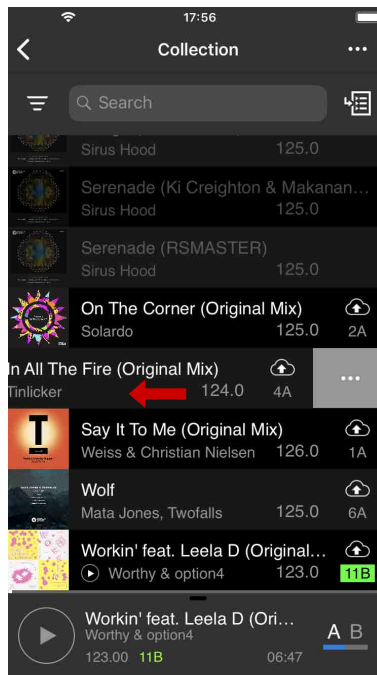 17:56
Collection
Search
Sirus Hood 125.0
Serenade (Ki Creighton & Makanan...
Sirus Hood 125.0
Serenade (RSMASTER)
Sirus Hood 125.0
On The Corner (Original Mix)
Solardo 125.0 2A
In All The Fire (Original Mix)
Tinlicker 124.0 4A
Say It To Me (Original Mix)
Weiss & Christian Nielsen 126.0 1A
Wolf
Mata Jones, Twofalls 125.0 6A
Workin' feat. Leela D (Original...
Worthy & option4 123.0 11B
Workin' feat. Leela D (Ori...
Worthy & option4
A B
123.00 11B 06:47